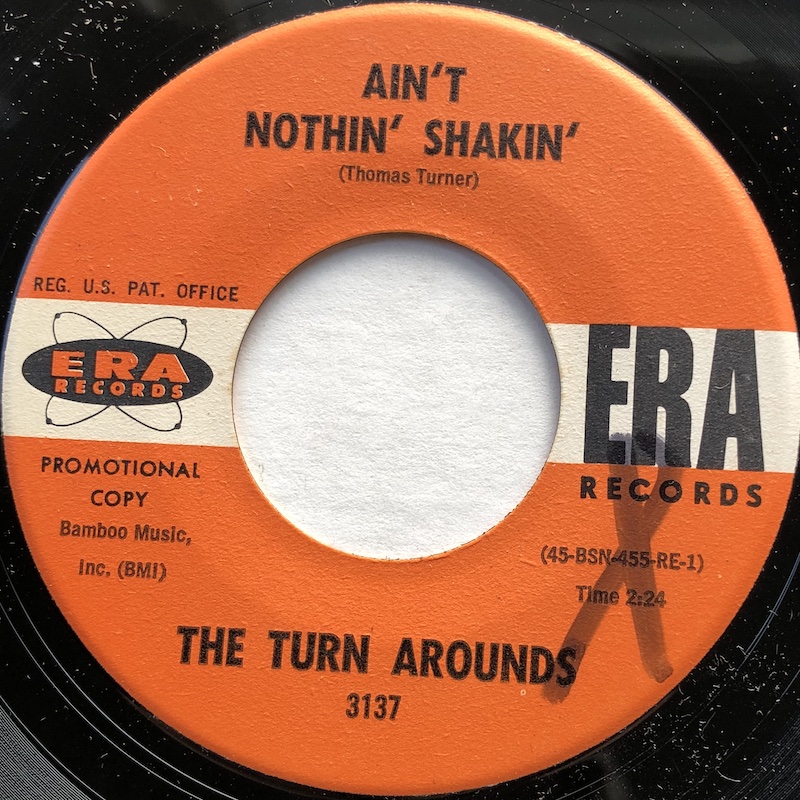 AIN'T
NOTHIN' SHAKIN'
(Thomas Turner)
REG. U.S. PAT. OFFICE
ERA
RECORDS
ERA
RECORDS
PROMOTIONAL
COPY
Bamboo Music,
Inc. (BMI)
(45-BSN-455-RE-1)
Time 2:24
X
THE TURN AROUNDS
3137